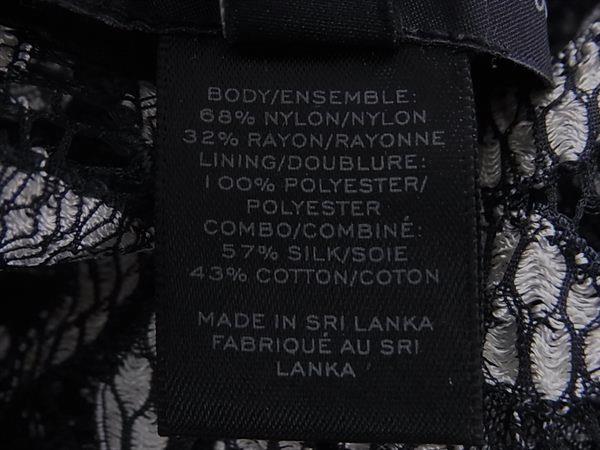 BODY/ENSEMBLE:
68% NYLON/NYLON
32% RAYON/RAYONNE
LINING/DOUBLURE:
100% POLYESTER/
POLYESTER
COMBO/COMBINÉ:
57% SILK/SOIE
43% COTTON/COTON
MADE IN SRI LANKA
FABRIQUÉ AU SRI
LANKA